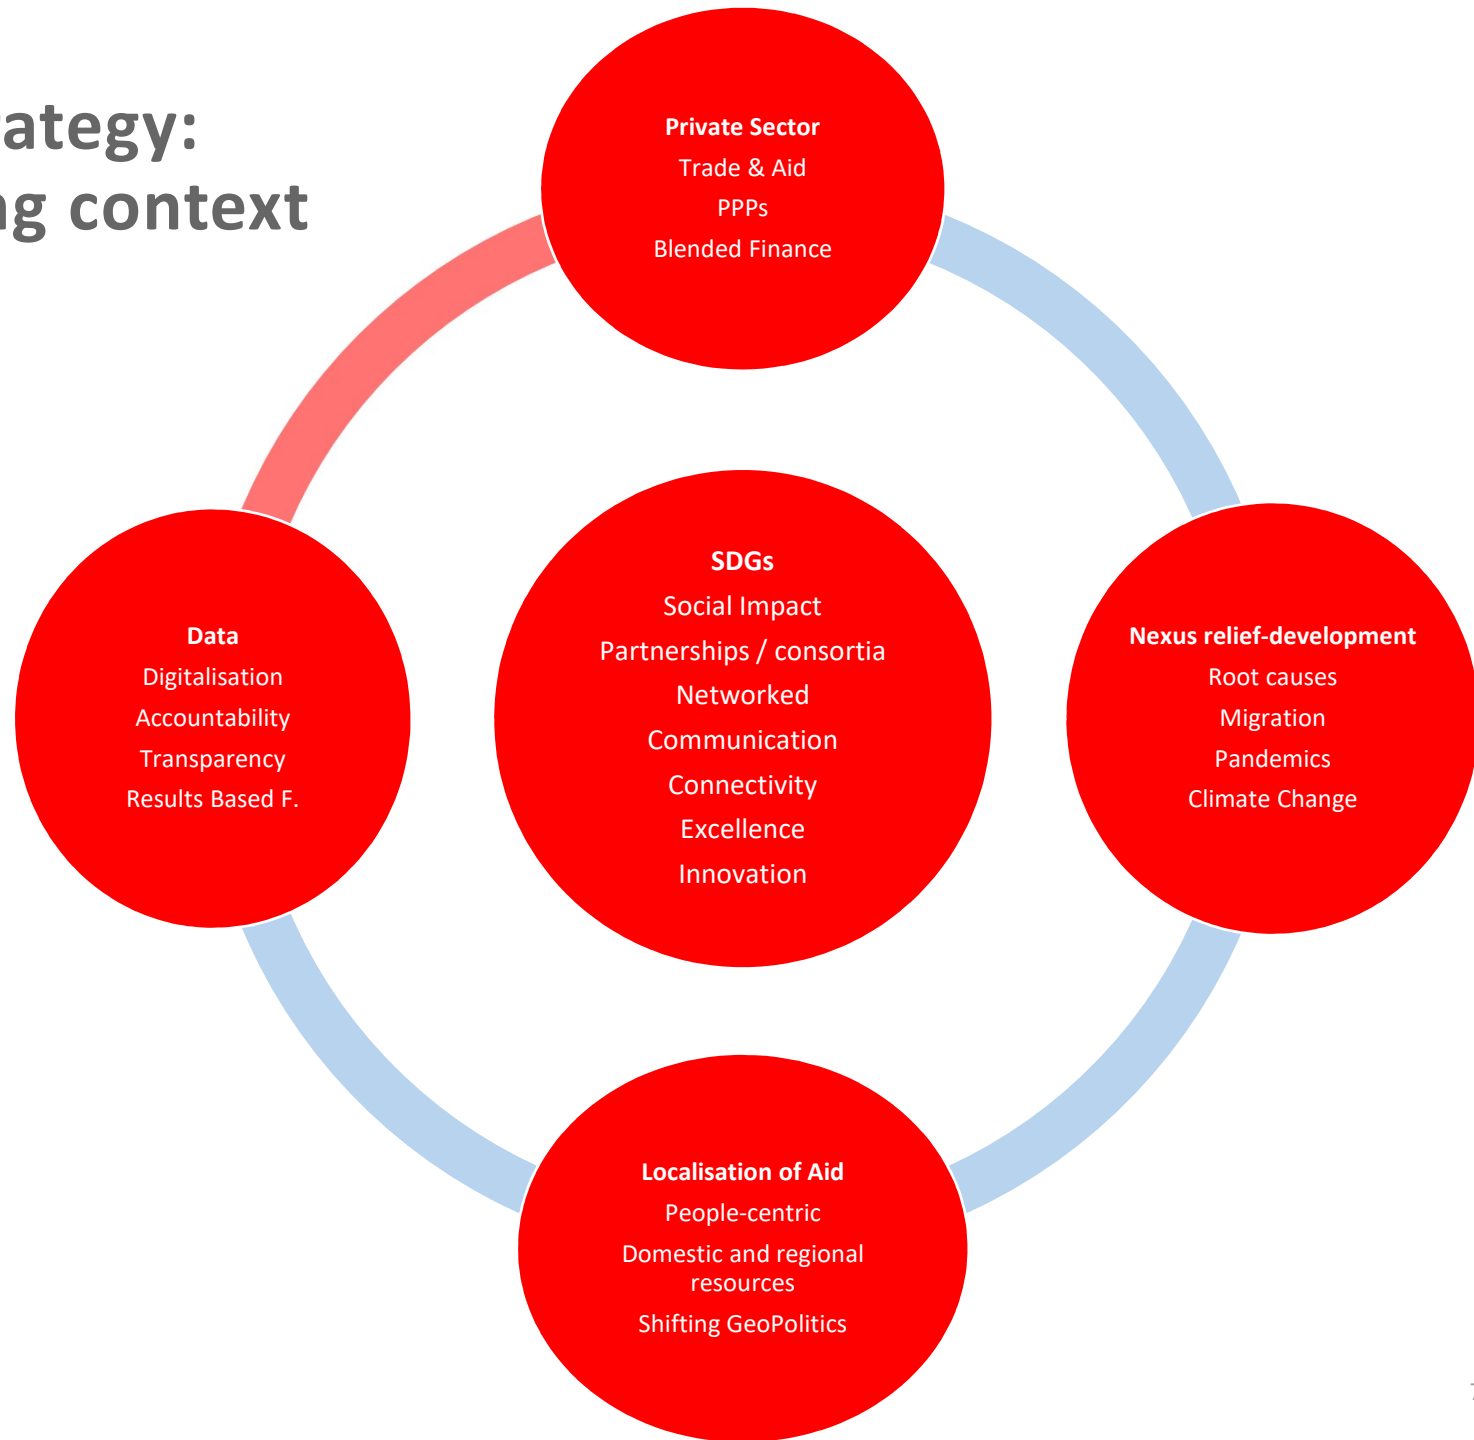 ategy:
ng context
Private Sector
Trade & Aid
PPPs
Blended Finance
SDGs
Social Impact
Partnerships / consortia
Networked
Communication
Connectivity
Excellence
Innovation
Data
Digitalisation
Accountability
Transparency
Results Based F.
Nexus relief-development
Root causes
Migration
Pandemics
Climate Change
Localisation of Aid
People-centric
Domestic and regional
resources
Shifting GeoPolitics